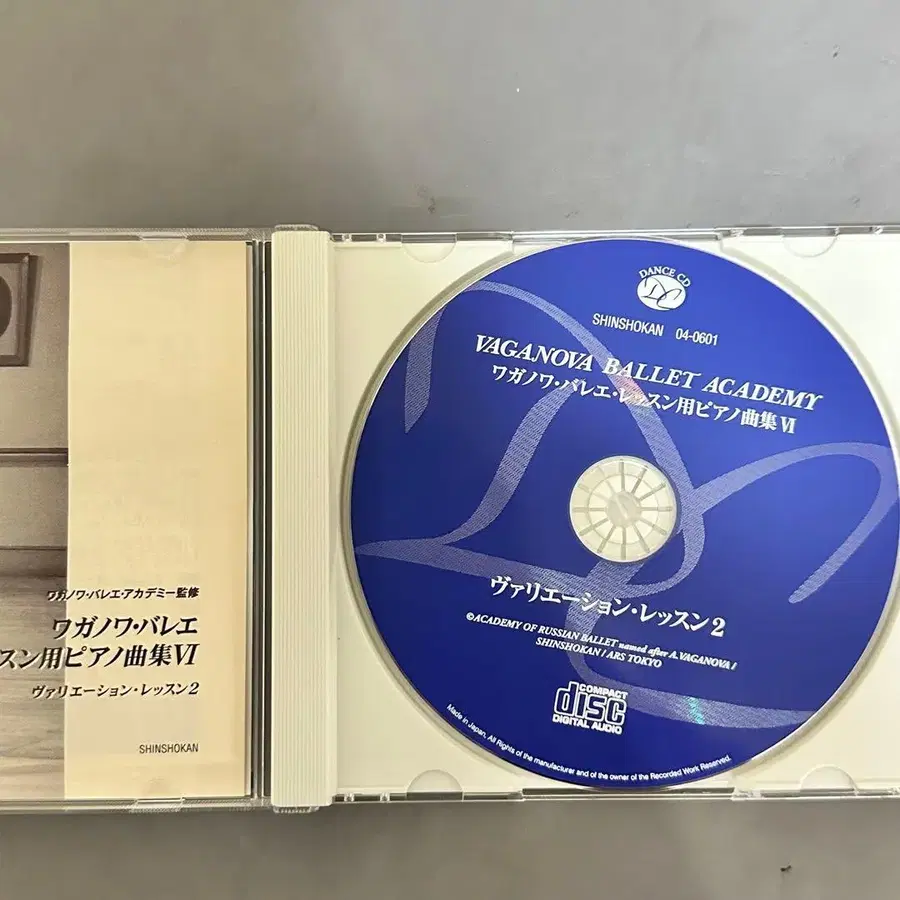 ワガノワ・バレエ・アカデミー監修
ワガノワ・バレエ
スン用ピアノ曲集Ⅵ
ヴァリエーション・レッスン2
SHINSHOKAN
DANCE CD
DC
SHINSHOKAN 04-0601
VAGANOVA BALLET ACADEMY
ワガノワ・バレエ・レッスン用ピアノ曲集Ⅵ
ヴァリエーション・レッスン2
©ACADEMY OF RUSSIAN BALLET named after A.VAGANOVA /
SHINSHOKAN / ARS TOKYO
COMPACT
disc
DIGITAL AUDIO
Made in Japan. All Rights of the manufacturer and of the owner of the Recorded Work Reserved.